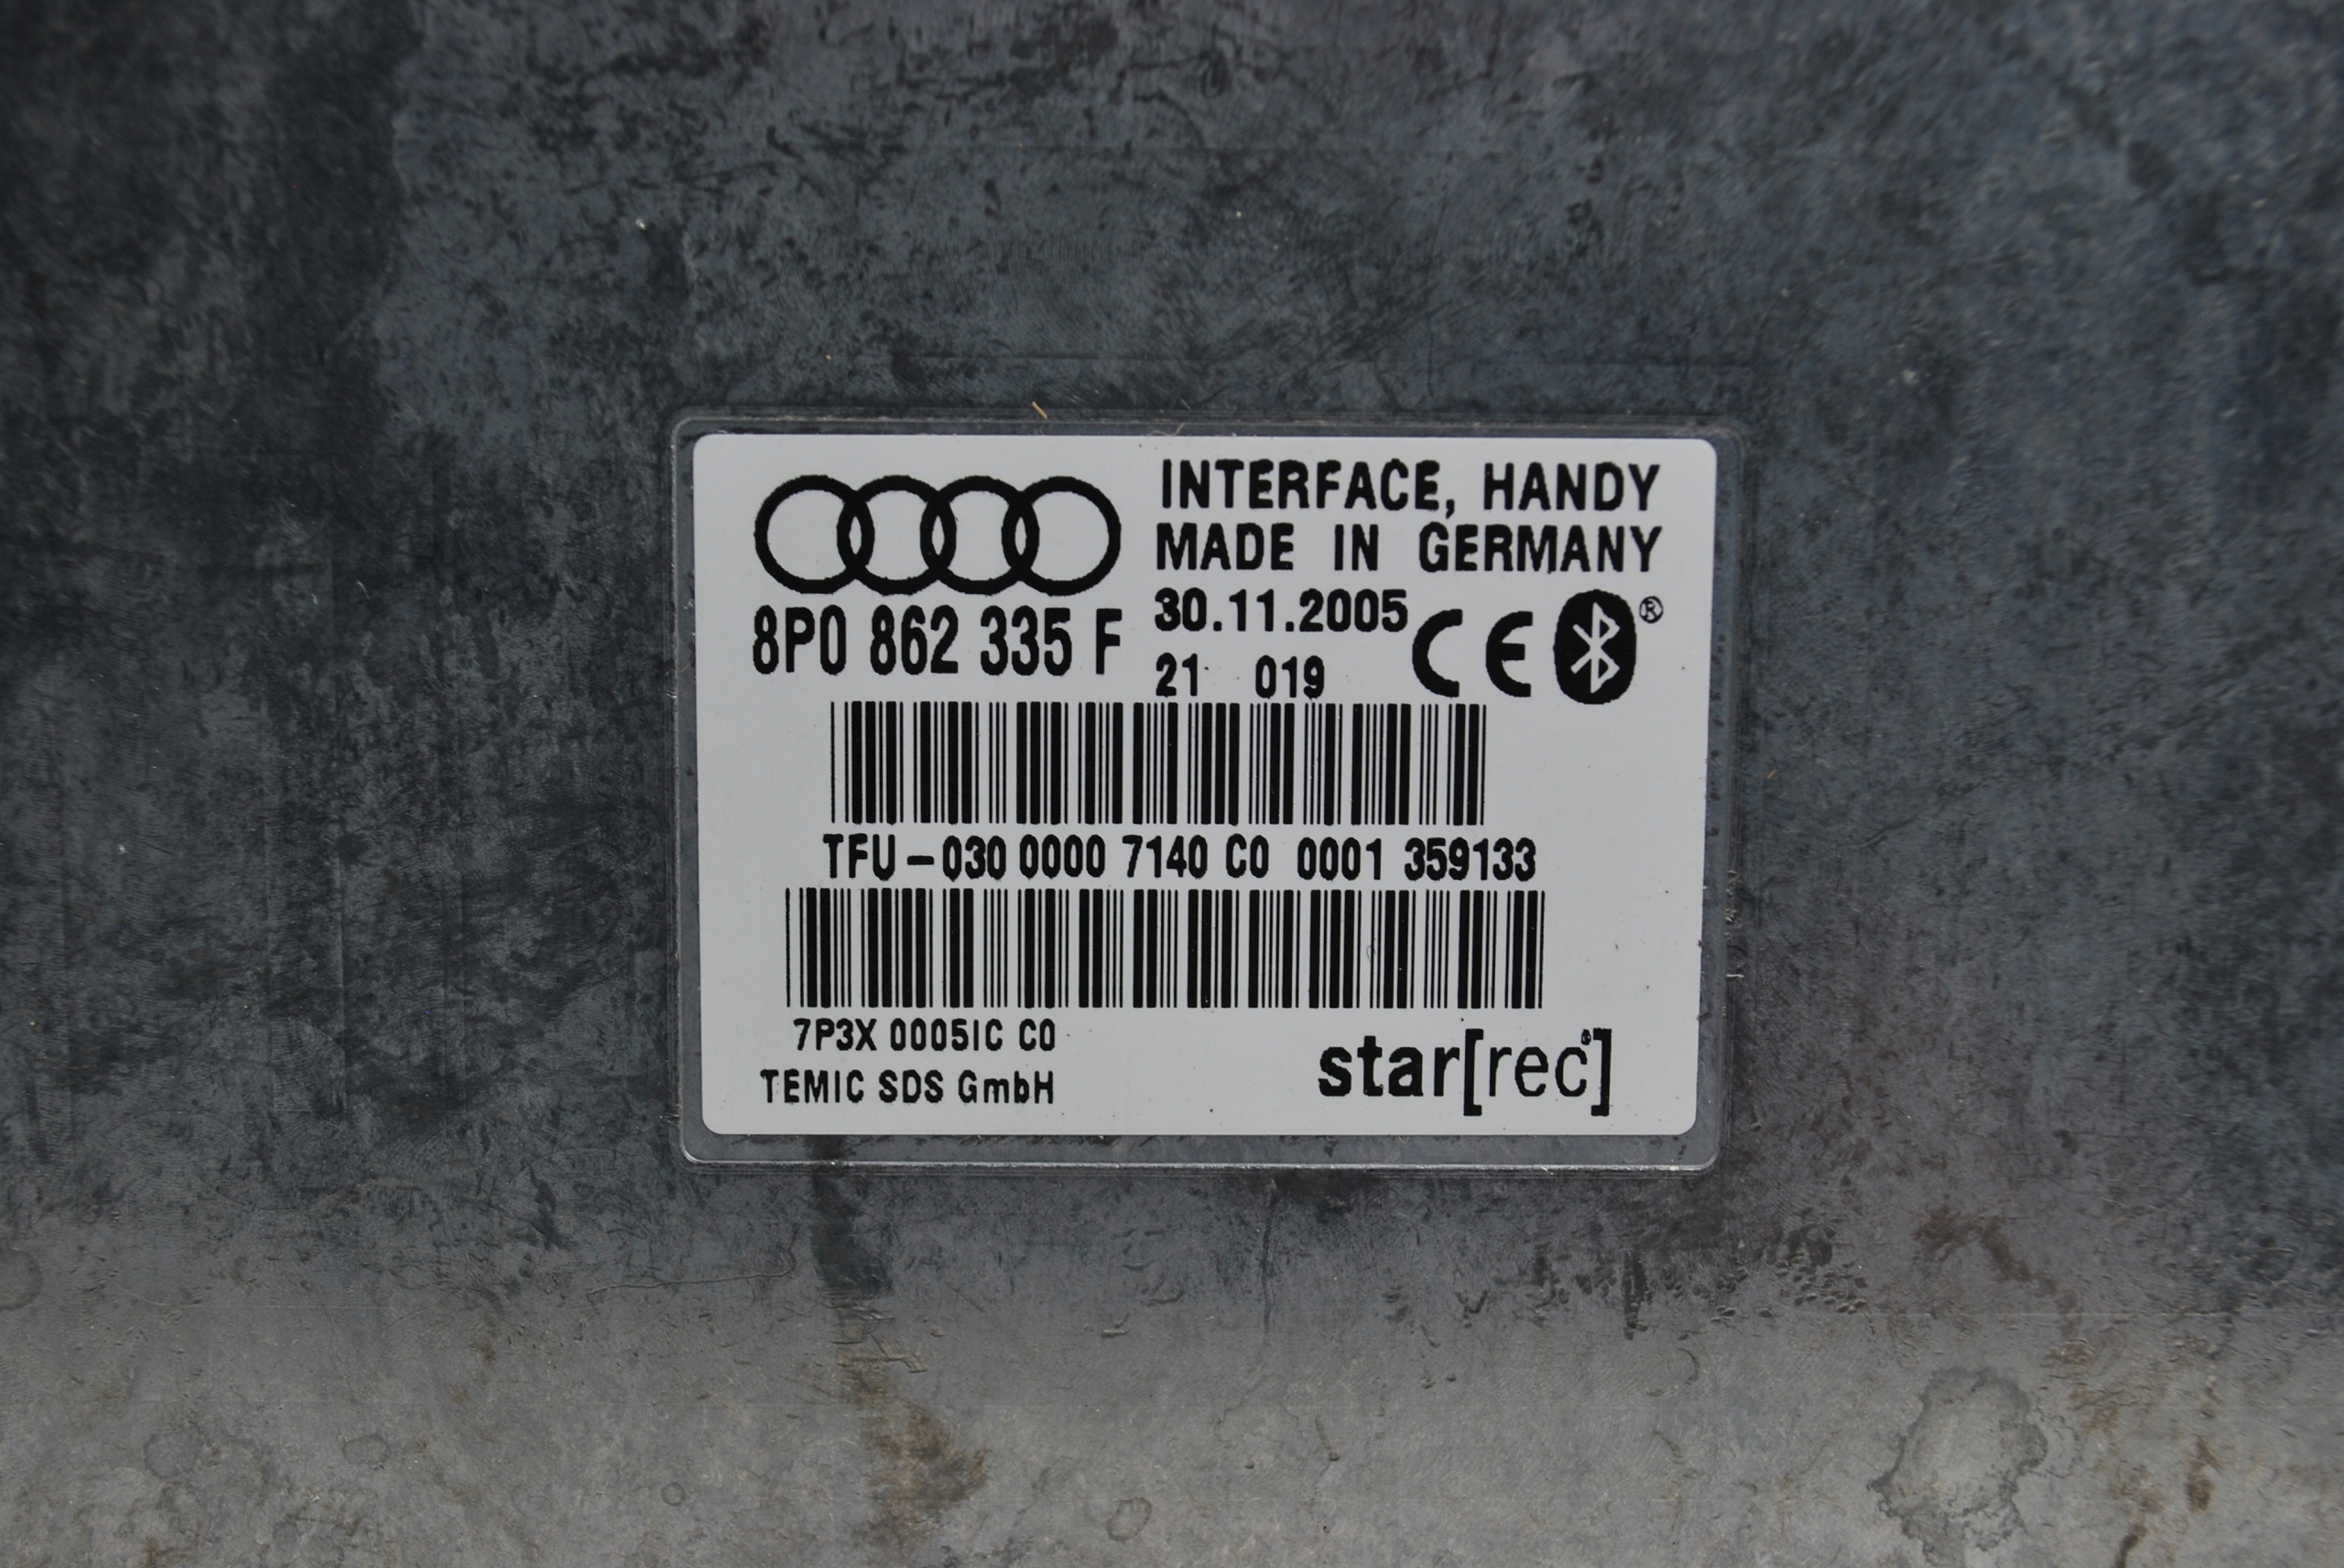 INTERFACE, HANDY
MADE IN GERMANY
8P0 862 335 F
30.11.2005
CE
®
21 019
TFU-030 0000 7140 C0 0001 359133
7P3X 0005IC C0
TEMIC SDS GmbH
star[rec®]